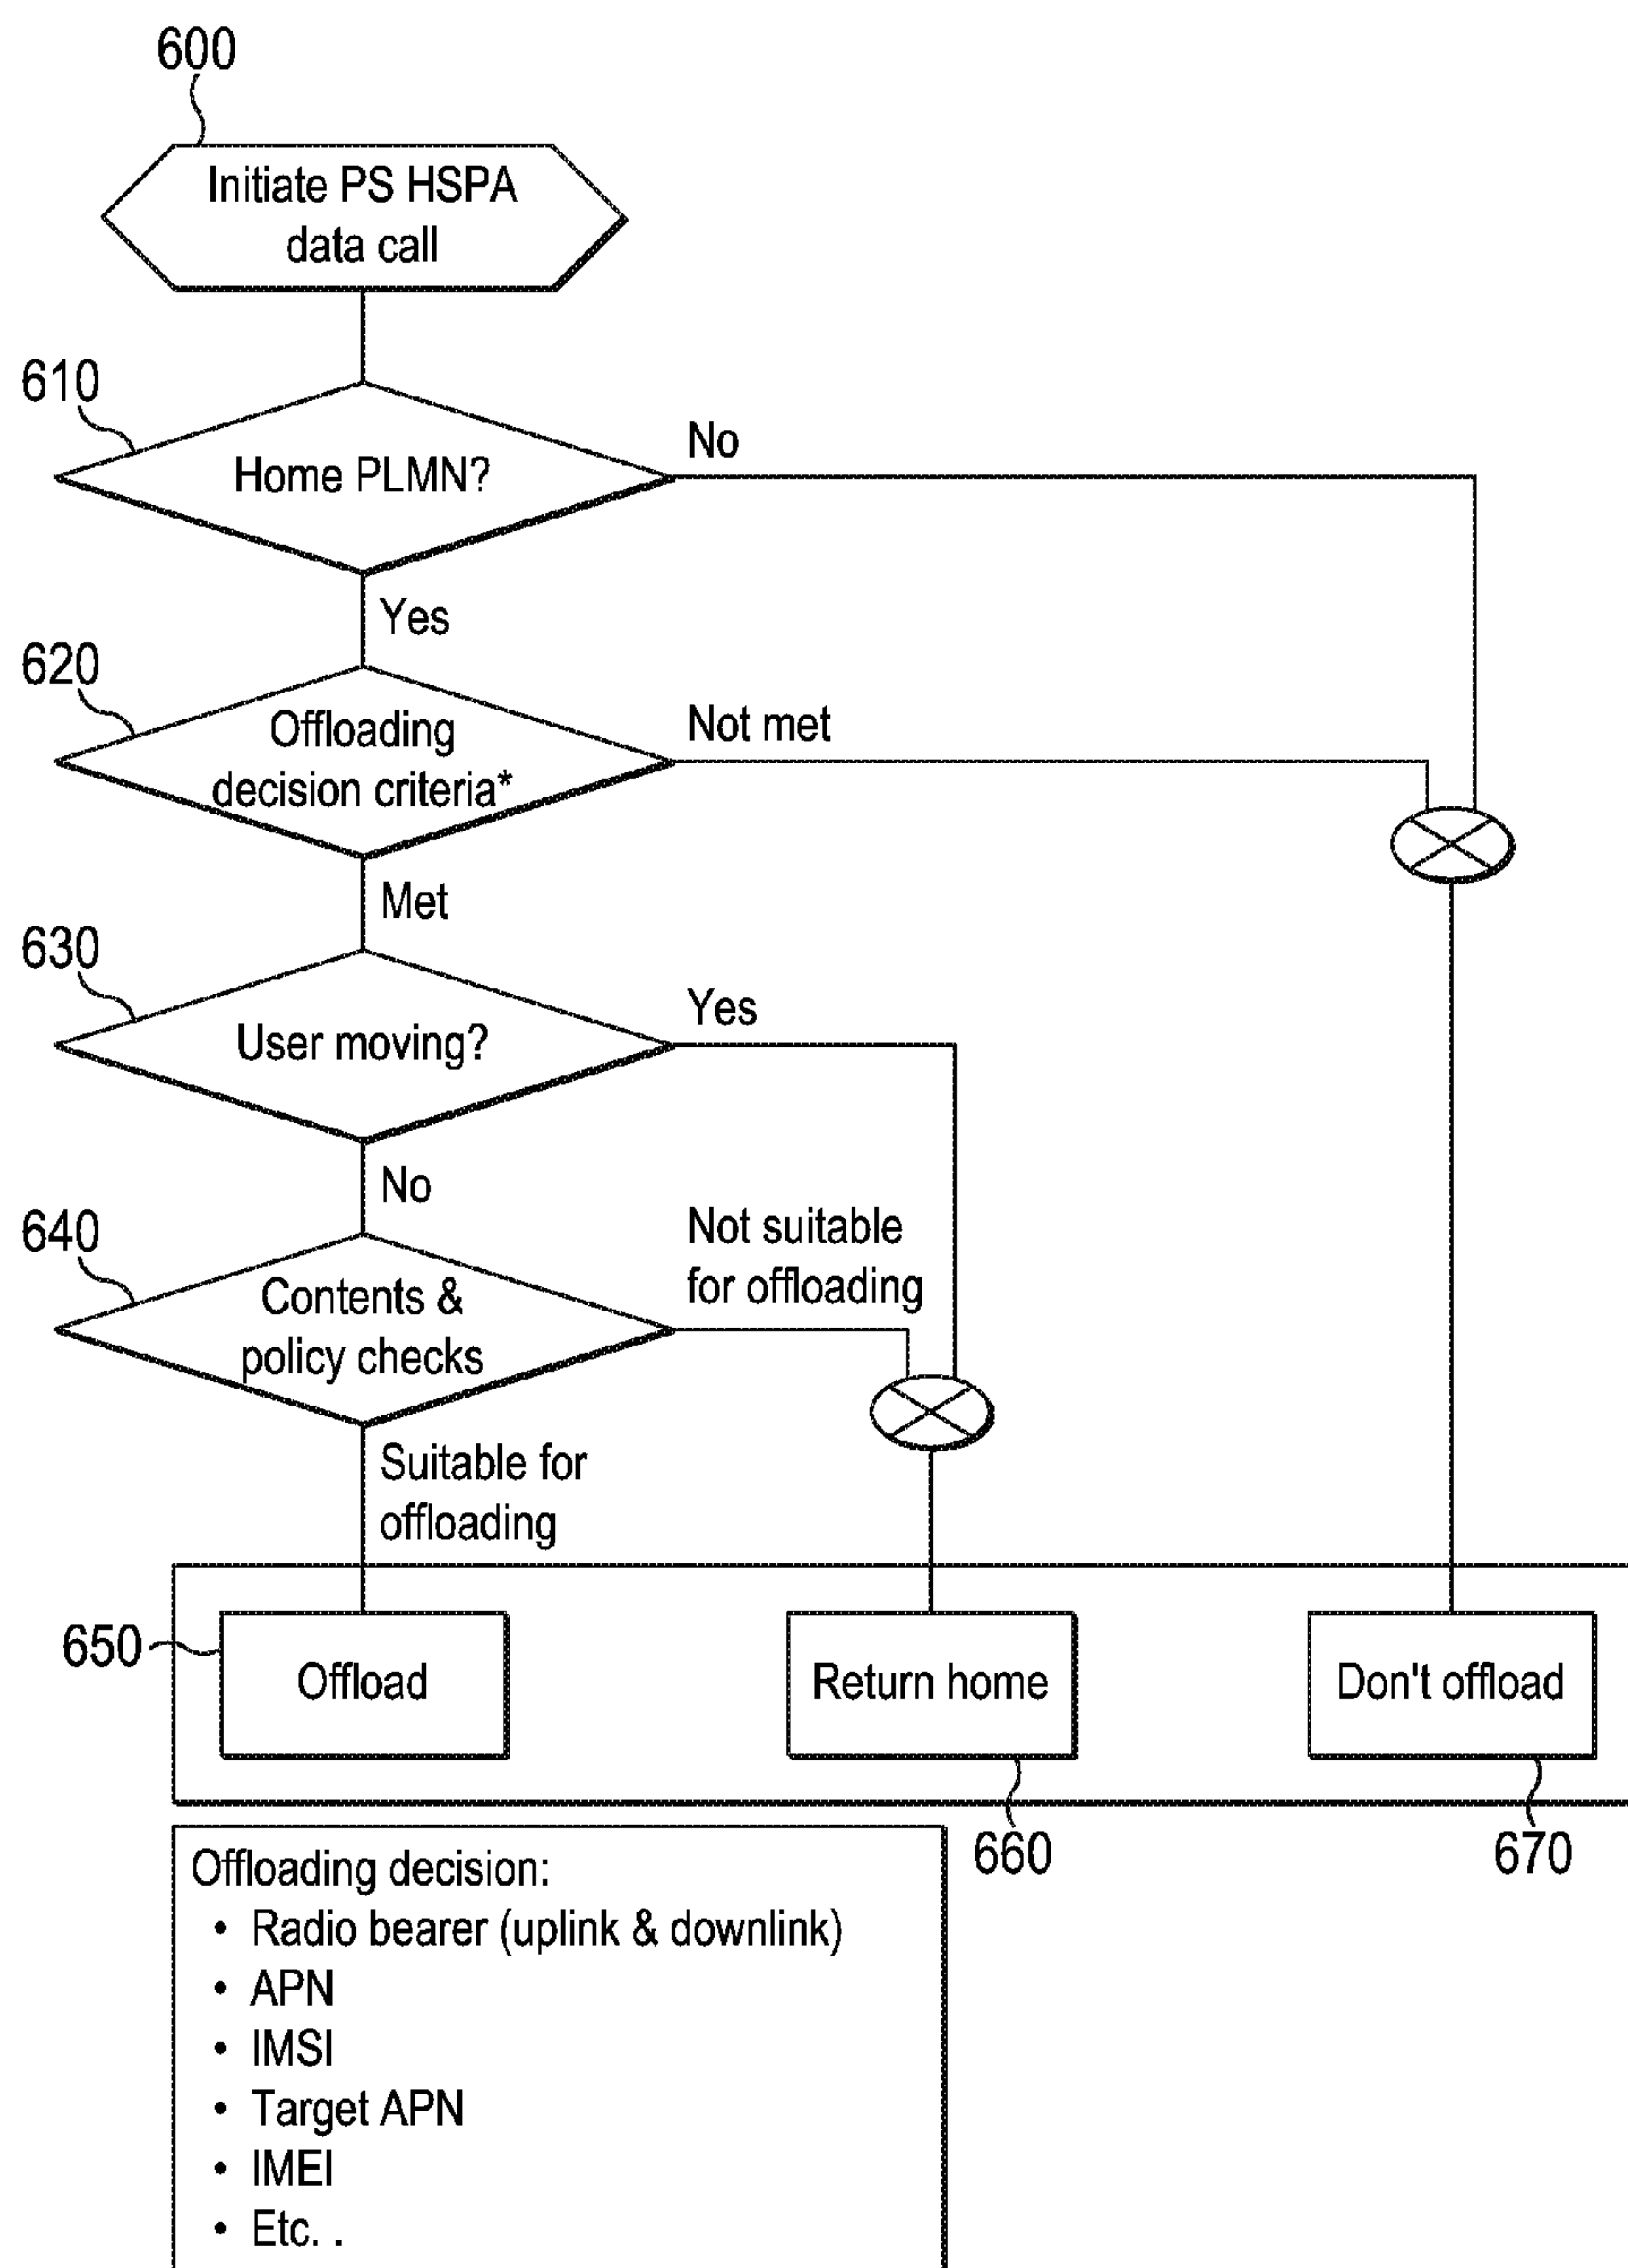 600
Initiate PS HSPA
data call
610
Home PLMN?
No
Yes
620
Offloading
decision criteria*
Not met
Met
630
User moving?
Yes
No
640
Contents &
policy checks
Not suitable
for offloading
Suitable for
offloading
650
Offload
Return home
Don't offload
660
670
Offloading decision:
• Radio bearer (uplink & downlink)
• APN
• IMSI
• Target APN
• IMEI
• Etc. .